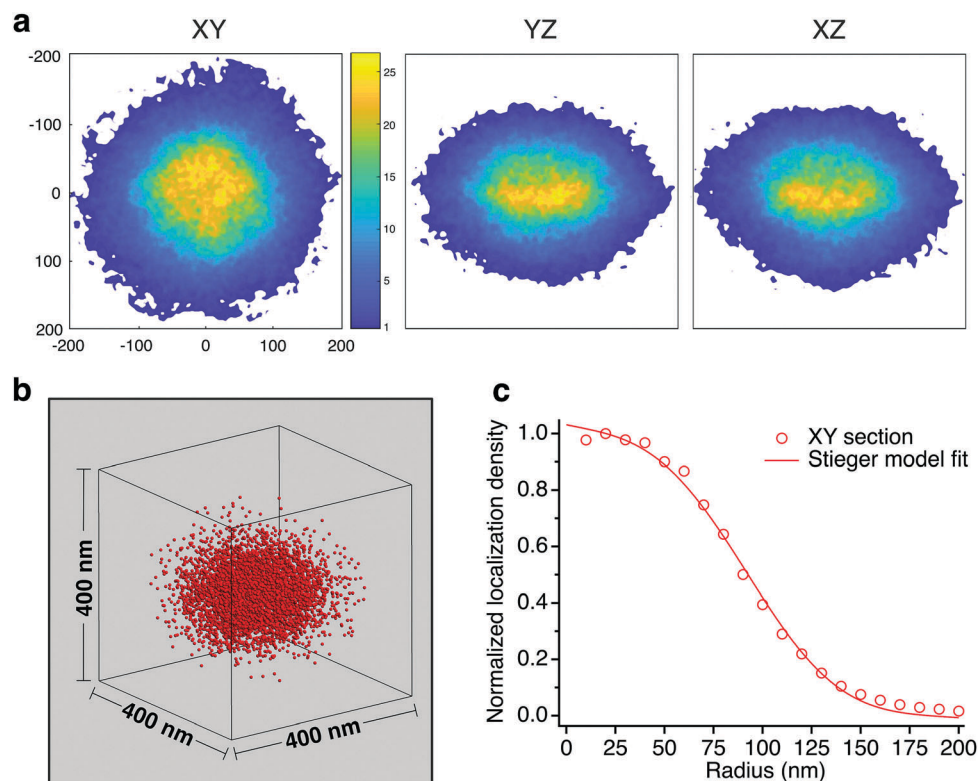 a
XY
YZ
XZ
-200
-100
0
100
200
-200
-100
0
100
200
25
20
15
10
5
1
b
400 nm
400 nm
400 nm
c
Normalized localization density
1.0
0.8
0.6
0.4
0.2
0.0
XY section
Stieger model fit
0
25
50
75
100
125
150
175
200
Radius (nm)